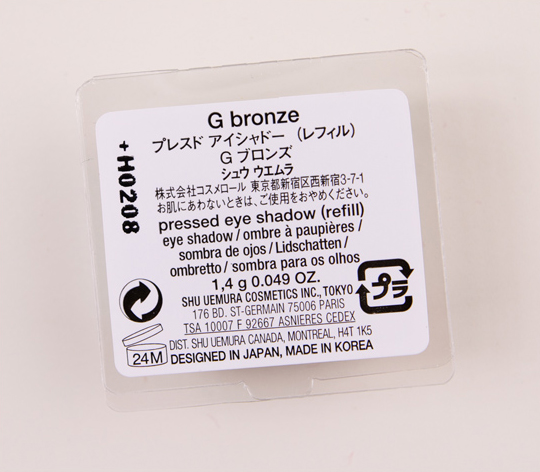 G bronze
プレスド アイシャドー （レフィル）
G ブロンズ
シュウ ウエムラ
株式会社コスメロール 東京都新宿区西新宿3-7-1
お肌にあわないときは、ご使用をおやめください。
pressed eye shadow (refill)
eye shadow / ombre à paupières /
sombra de ojos / Lidschatten /
ombretto / sombra para os olhos
1,4 g 0.049 OZ.
SHU UEMURA COSMETICS INC., TOKYO
176 BD. ST-GERMAIN 75006 PARIS
TSA 10007 F 92667 ASNIERES CEDEX
DIST. SHU UEMURA CANADA, MONTREAL, H4T 1K5
DESIGNED IN JAPAN, MADE IN KOREA
+H0208
24M
プラ